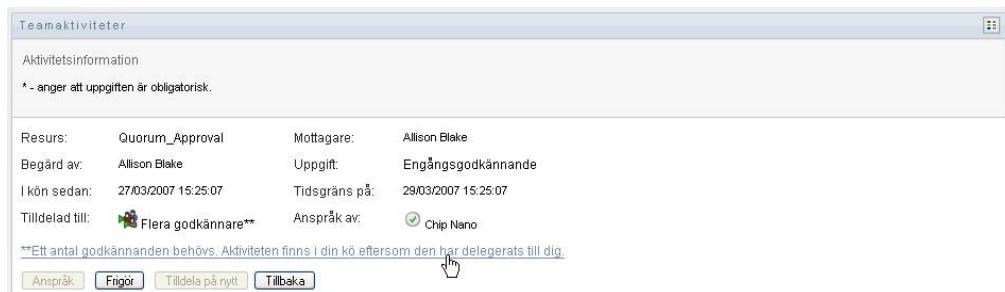 Teamaktiviteter
Aktivitetsinformation
* - anger att uppgiften är obligatorisk.
Resurs: Quorum_Approval Mottagare: Allison Blake
Begärd av: Allison Blake Uppgift: Engångsgodkännande
I kön sedan: 27/03/2007 15:25:07 Tidsgräns på: 29/03/2007 15:25:07
Tilldelad till: Flera godkännare** Anspråk av: Chip Nano
**Ett antal godkännanden behövs. Aktiviteten finns i din kö eftersom den har delegerats till dig.
Anspråk Frigör Tilldela på nytt Tillbaka